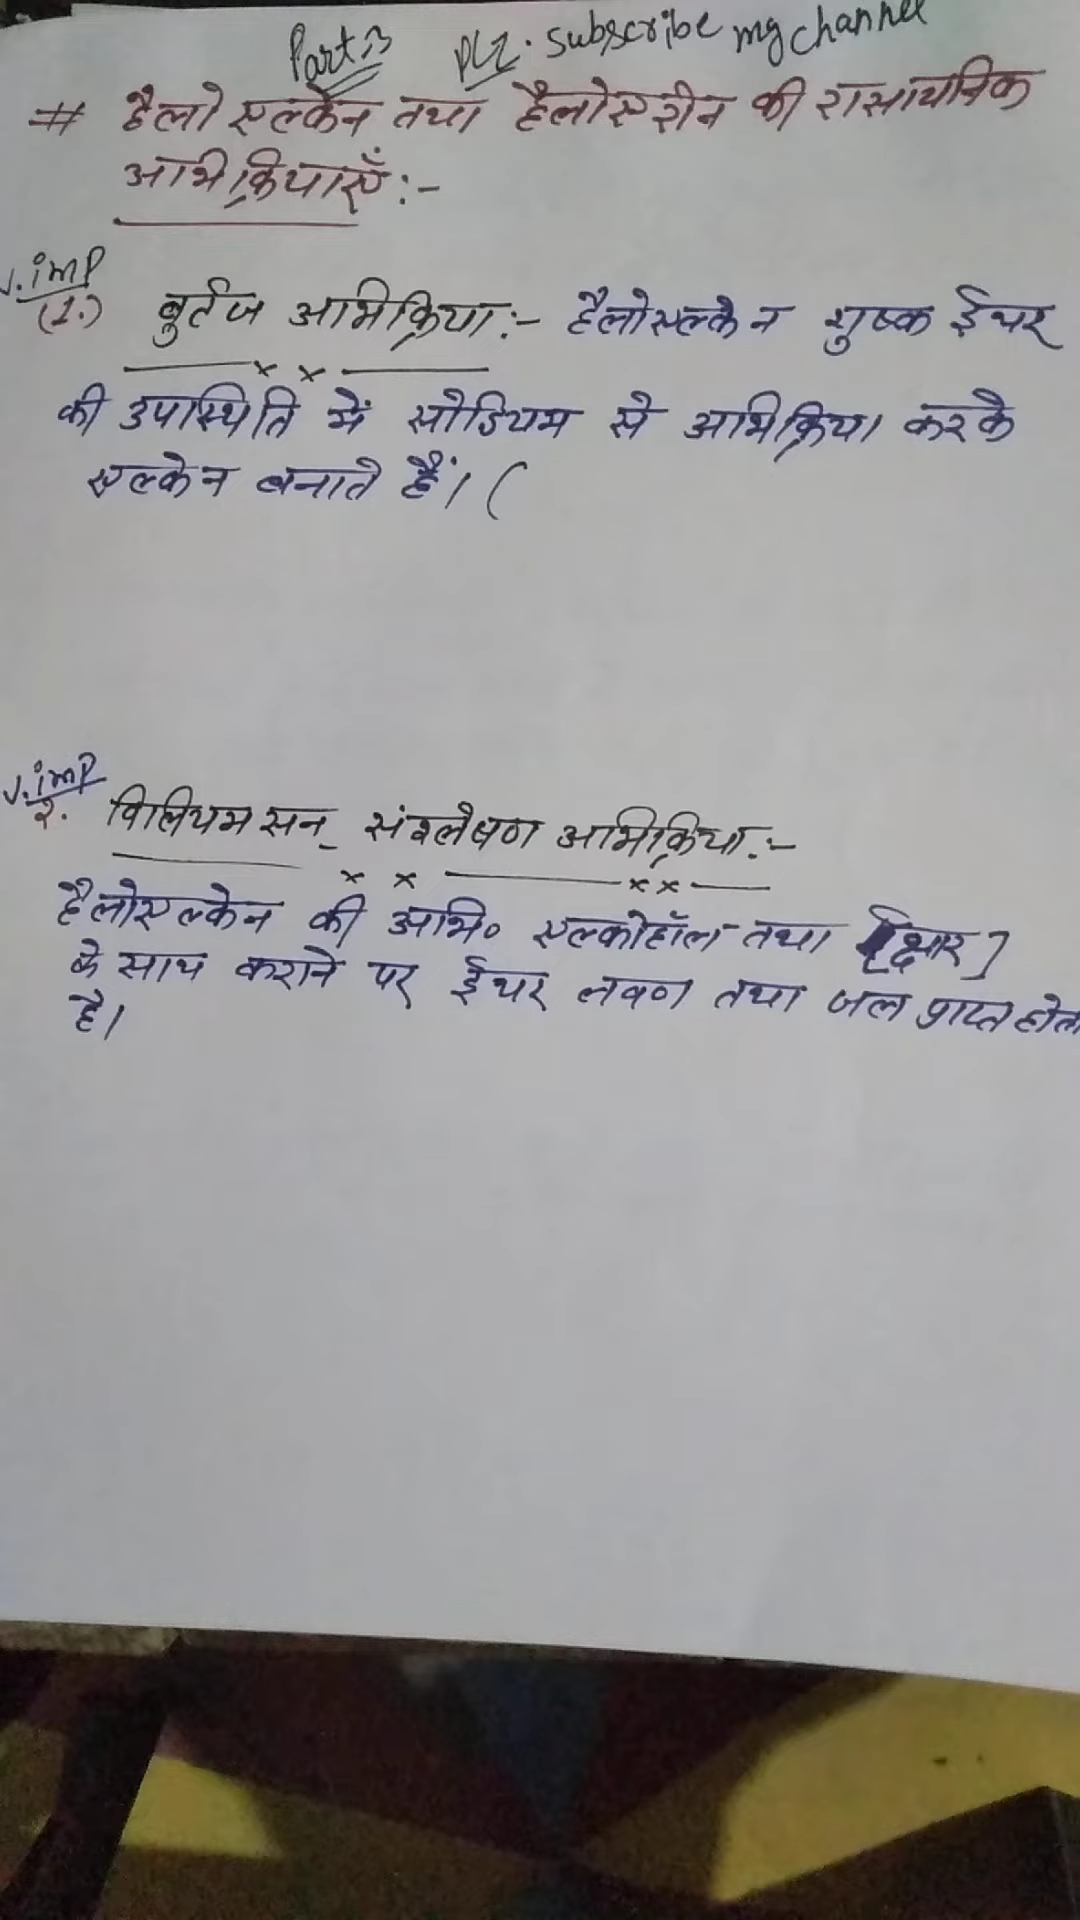 Part:3 PLZ. subscribe my channel
# हैलो एल्केन तथा हैलोएरीन की रासायनिक
अभिक्रियाएँ:-
V.imp
(1.) वुर्टज अभिक्रिया:- हैलोएल्केन शुष्क ईथर
की उपस्थिति में सोडियम से अभिक्रिया करके
एल्केन बनाते हैं। (
V.imp
2. विलियमसन संश्लेषण अभिक्रिया:-
हैलोएल्केन की अभि० एल्कोहॉल तथा [क्षार]
के साथ कराने पर ईथर लवण तथा जल प्राप्त होता
है।